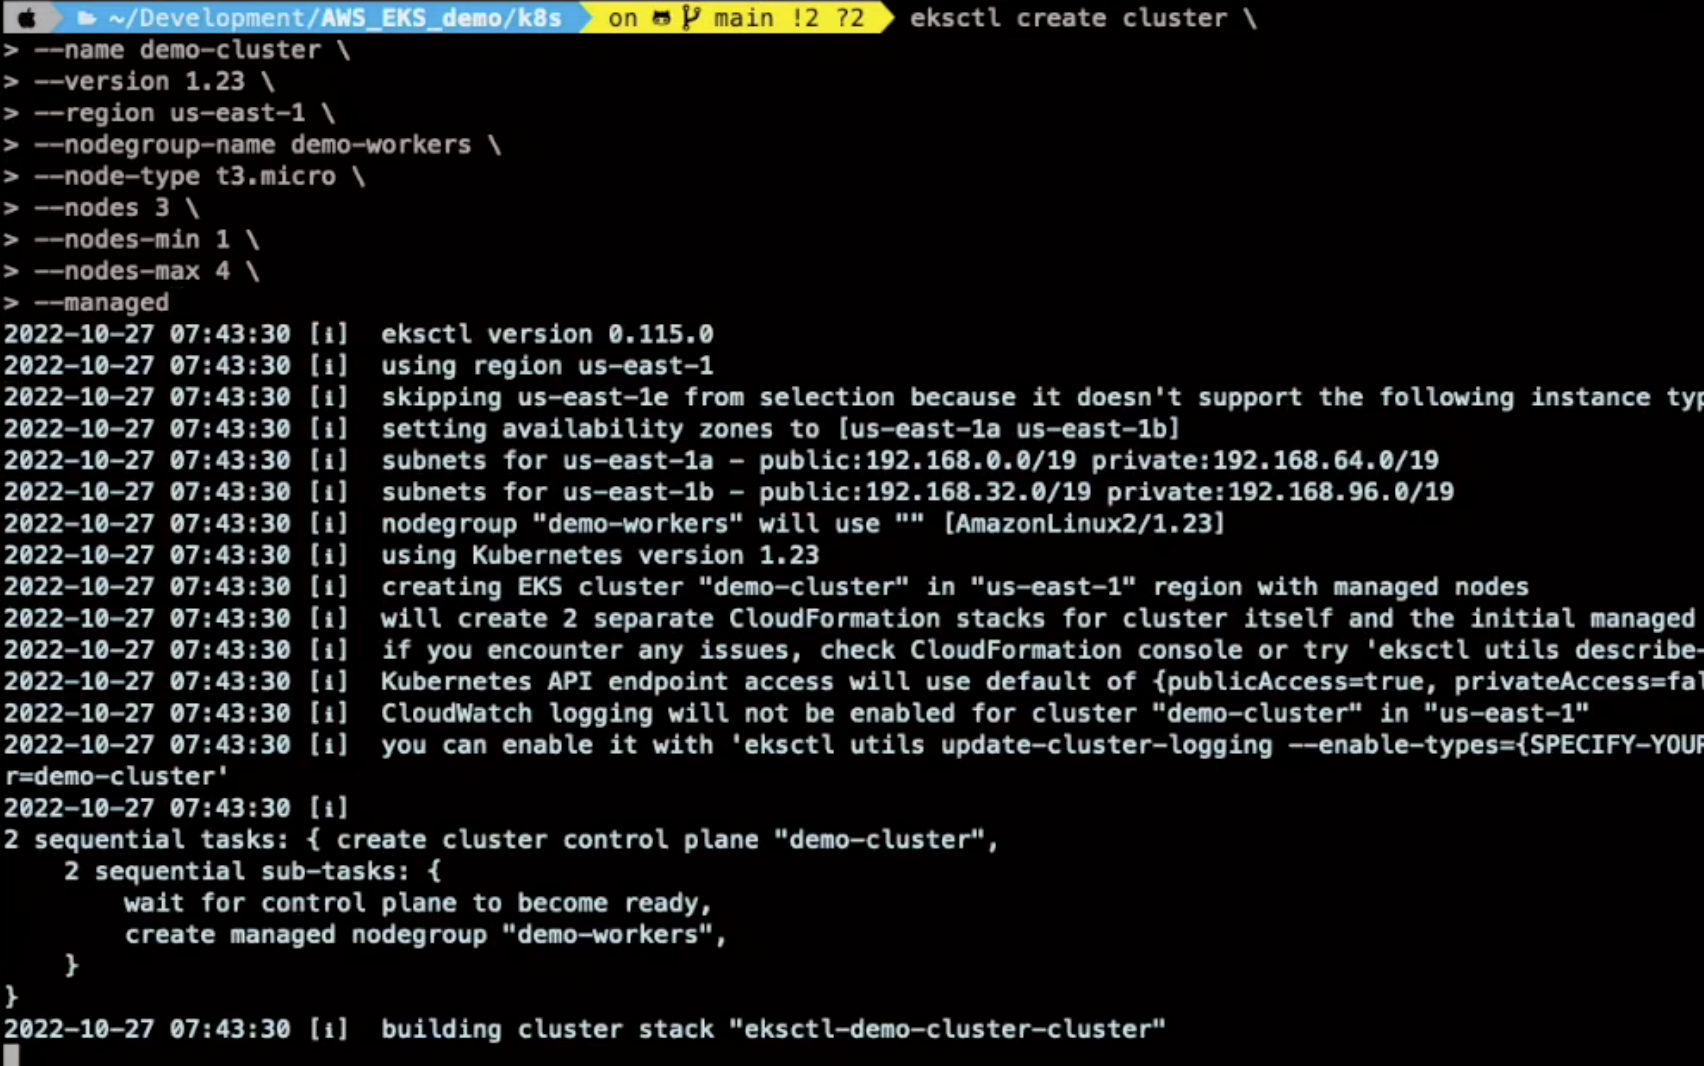 ~/Development/AWS_EKS_demo/k8s on main !2 ?2 eksctl create cluster \
> --name demo-cluster \
> --version 1.23 \
> --region us-east-1 \
> --nodegroup-name demo-workers \
> --node-type t3.micro \
> --nodes 3 \
> --nodes-min 1 \
> --nodes-max 4 \
> --managed
2022-10-27 07:43:30 [i]  eksctl version 0.115.0
2022-10-27 07:43:30 [i]  using region us-east-1
2022-10-27 07:43:30 [i]  skipping us-east-1e from selection because it doesn't support the following instance typ
2022-10-27 07:43:30 [i]  setting availability zones to [us-east-1a us-east-1b]
2022-10-27 07:43:30 [i]  subnets for us-east-1a - public:192.168.0.0/19 private:192.168.64.0/19
2022-10-27 07:43:30 [i]  subnets for us-east-1b - public:192.168.32.0/19 private:192.168.96.0/19
2022-10-27 07:43:30 [i]  nodegroup "demo-workers" will use "" [AmazonLinux2/1.23]
2022-10-27 07:43:30 [i]  using Kubernetes version 1.23
2022-10-27 07:43:30 [i]  creating EKS cluster "demo-cluster" in "us-east-1" region with managed nodes
2022-10-27 07:43:30 [i]  will create 2 separate CloudFormation stacks for cluster itself and the initial managed
2022-10-27 07:43:30 [i]  if you encounter any issues, check CloudFormation console or try 'eksctl utils describe-
2022-10-27 07:43:30 [i]  Kubernetes API endpoint access will use default of {publicAccess=true, privateAccess=fal
2022-10-27 07:43:30 [i]  CloudWatch logging will not be enabled for cluster "demo-cluster" in "us-east-1"
2022-10-27 07:43:30 [i]  you can enable it with 'eksctl utils update-cluster-logging --enable-types={SPECIFY-YOUR
r=demo-cluster'
2022-10-27 07:43:30 [i]
2 sequential tasks: { create cluster control plane "demo-cluster",
    2 sequential sub-tasks: {
        wait for control plane to become ready,
        create managed nodegroup "demo-workers",
    }
}
2022-10-27 07:43:30 [i]  building cluster stack "eksctl-demo-cluster-cluster"